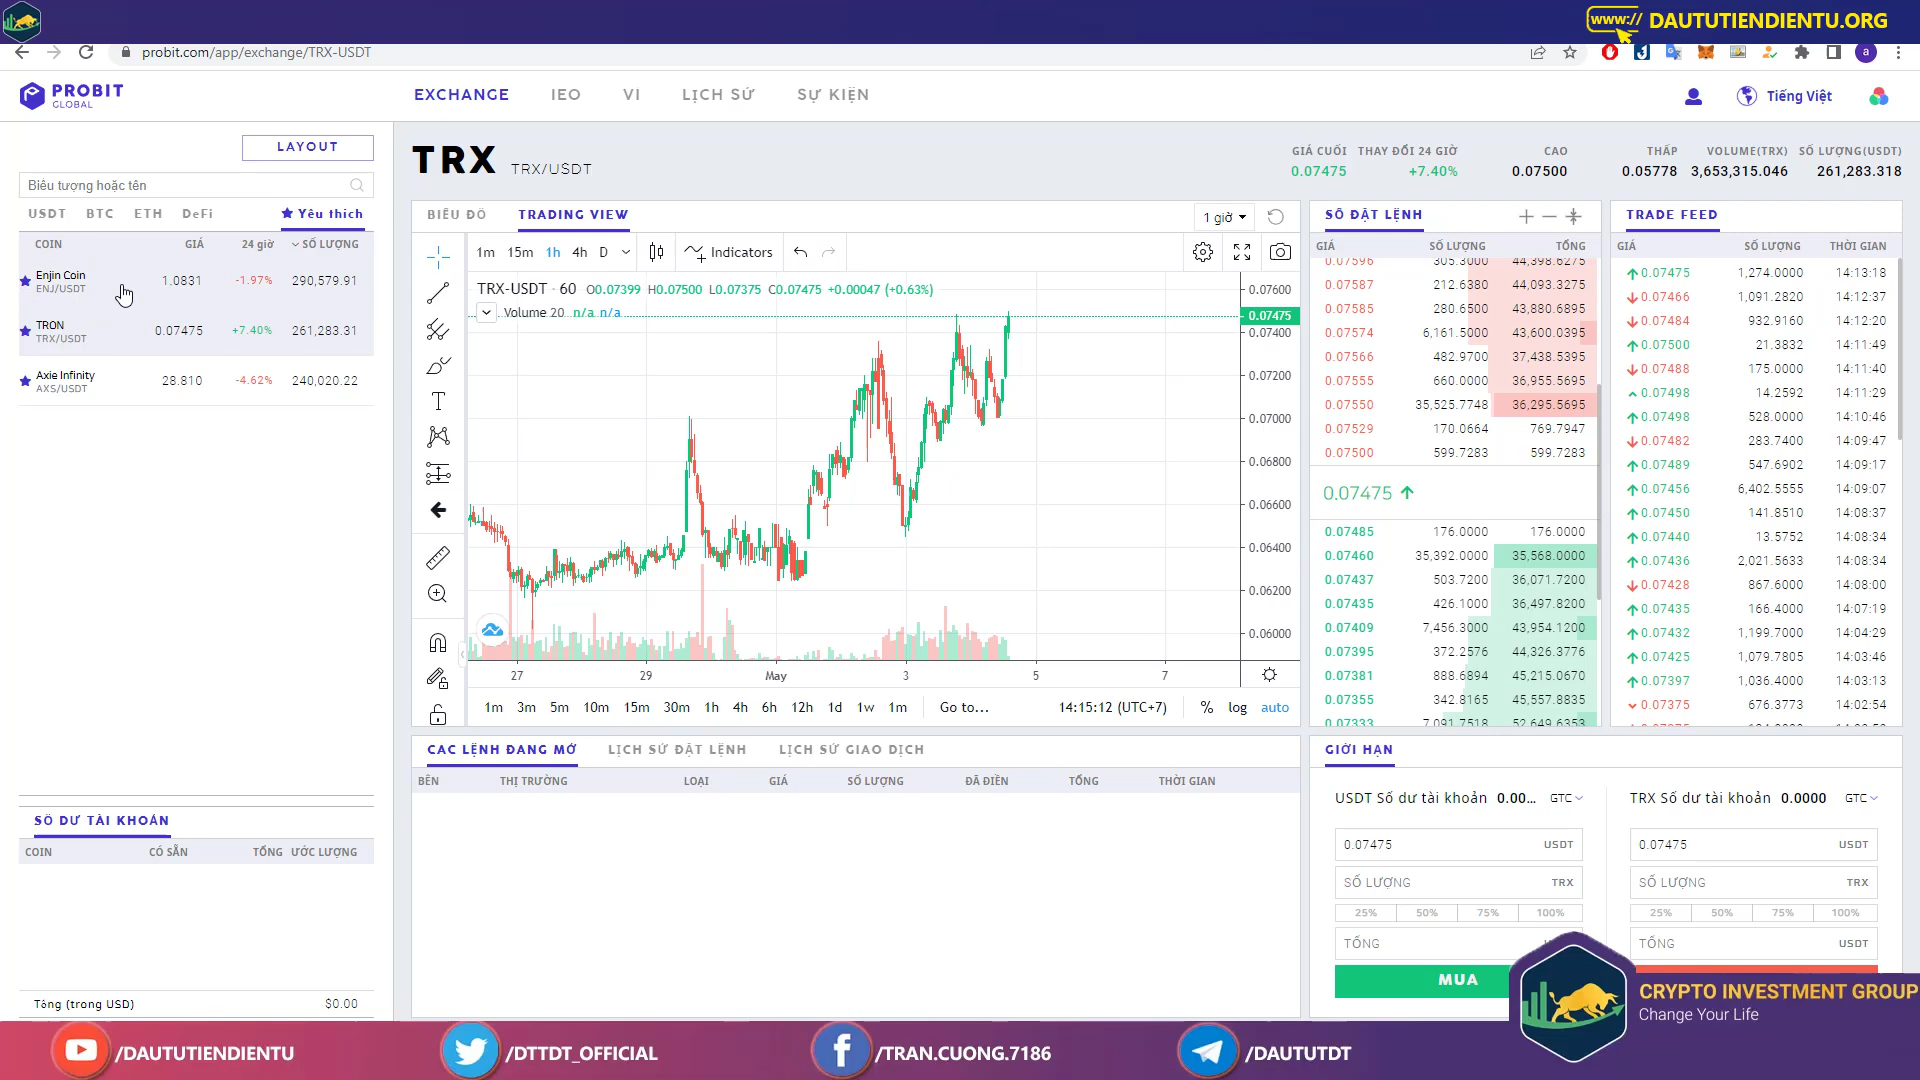 www:// DAUTUTIENDIENTU.ORG
probit.com/app/exchange/TRX-USDT
a
PROBIT
GLOBAL
EXCHANGE IEO VI LỊCH SỬ SỰ KIỆN
Tiếng Việt
LAYOUT
Biểu tượng hoặc tên
USDT BTC ETH DeFi Yêu thích
COIN GIÁ 24 giờ SỐ LƯỢNG
Enjin Coin
ENJ/USDT 1.0831 -1.97% 290,579.91
TRON
TRX/USDT 0.07475 +7.40% 261,283.31
Axie Infinity
AXS/USDT 28.810 -4.62% 240,020.22
SỐ DƯ TÀI KHOẢN
COIN CÓ SẴN TỔNG ƯỚC LƯỢNG
Tổng (trong USD) $0.00
TRX TRX/USDT
GIÁ CUỐI THAY ĐỔI 24 GIỜ CAO THẤP VOLUME(TRX) SỐ LƯỢNG(USDT)
0.07475 +7.40% 0.07500 0.05778 3,653,315.046 261,283.318
BIỂU ĐỒ TRADING VIEW 1 giờ
1m 15m 1h 4h D Indicators
TRX-USDT · 60 O0.07399 H0.07500 L0.07375 C0.07475 +0.00047 (+0.63%)
Volume 20 n/a n/a
0.07600
0.07475
0.07400
0.07200
0.07000
0.06800
0.06600
0.06400
0.06200
0.06000
27 29 May 3 5 7
1m 3m 5m 10m 15m 30m 1h 4h 6h 12h 1d 1w 1m Go to... 14:15:12 (UTC+7) % log auto
SỔ ĐẶT LỆNH
GIÁ SỐ LƯỢNG TỔNG
0.07596 305.3000 44,398.6275
0.07587 212.6380 44,093.3275
0.07585 280.6500 43,880.6895
0.07574 6,161.5000 43,600.0395
0.07566 482.9700 37,438.5395
0.07555 660.0000 36,955.5695
0.07550 35,525.7748 36,295.5695
0.07529 170.0664 769.7947
0.07500 599.7283 599.7283
0.07475
0.07485 176.0000 176.0000
0.07460 35,392.0000 35,568.0000
0.07437 503.7200 36,071.7200
0.07435 426.1000 36,497.8200
0.07409 7,456.3000 43,954.1200
0.07395 372.2576 44,326.3776
0.07381 888.6894 45,215.0670
0.07355 342.8165 45,557.8835
0.07333 7,091.7518 52,649.6353
TRADE FEED
GIÁ SỐ LƯỢNG THỜI GIAN
0.07475 1,274.0000 14:13:18
0.07466 1,091.2820 14:12:37
0.07484 932.9160 14:12:20
0.07500 21.3832 14:11:49
0.07488 175.0000 14:11:40
0.07498 14.2592 14:11:29
0.07498 528.0000 14:10:46
0.07482 283.7400 14:09:47
0.07489 547.6902 14:09:17
0.07456 6,402.5555 14:09:07
0.07450 141.8510 14:08:37
0.07440 13.5752 14:08:34
0.07436 2,021.5633 14:08:34
0.07428 867.6000 14:08:00
0.07435 166.4000 14:07:19
0.07432 1,199.7000 14:04:29
0.07425 1,079.7805 14:03:46
0.07397 1,036.4000 14:03:13
0.07375 676.3773 14:02:54
CÁC LỆNH ĐANG MỞ LỊCH SỬ ĐẶT LỆNH LỊCH SỬ GIAO DỊCH
BÊN THỊ TRƯỜNG LOẠI GIÁ SỐ LƯỢNG ĐÃ ĐIỀN TỔNG THỜI GIAN
GIỚI HẠN
USDT Số dư tài khoản 0.00... GTC
0.07475 USDT
SỐ LƯỢNG TRX
25% 50% 75% 100%
TỔNG
MUA
TRX Số dư tài khoản 0.0000 GTC
0.07475 USDT
SỐ LƯỢNG TRX
25% 50% 75% 100%
TỔNG USDT
CRYPTO INVESTMENT GROUP
Change Your Life
/DAUTUTIENDIENTU /DTTDT_OFFICIAL /TRAN.CUONG.7186 /DAUTUTDT